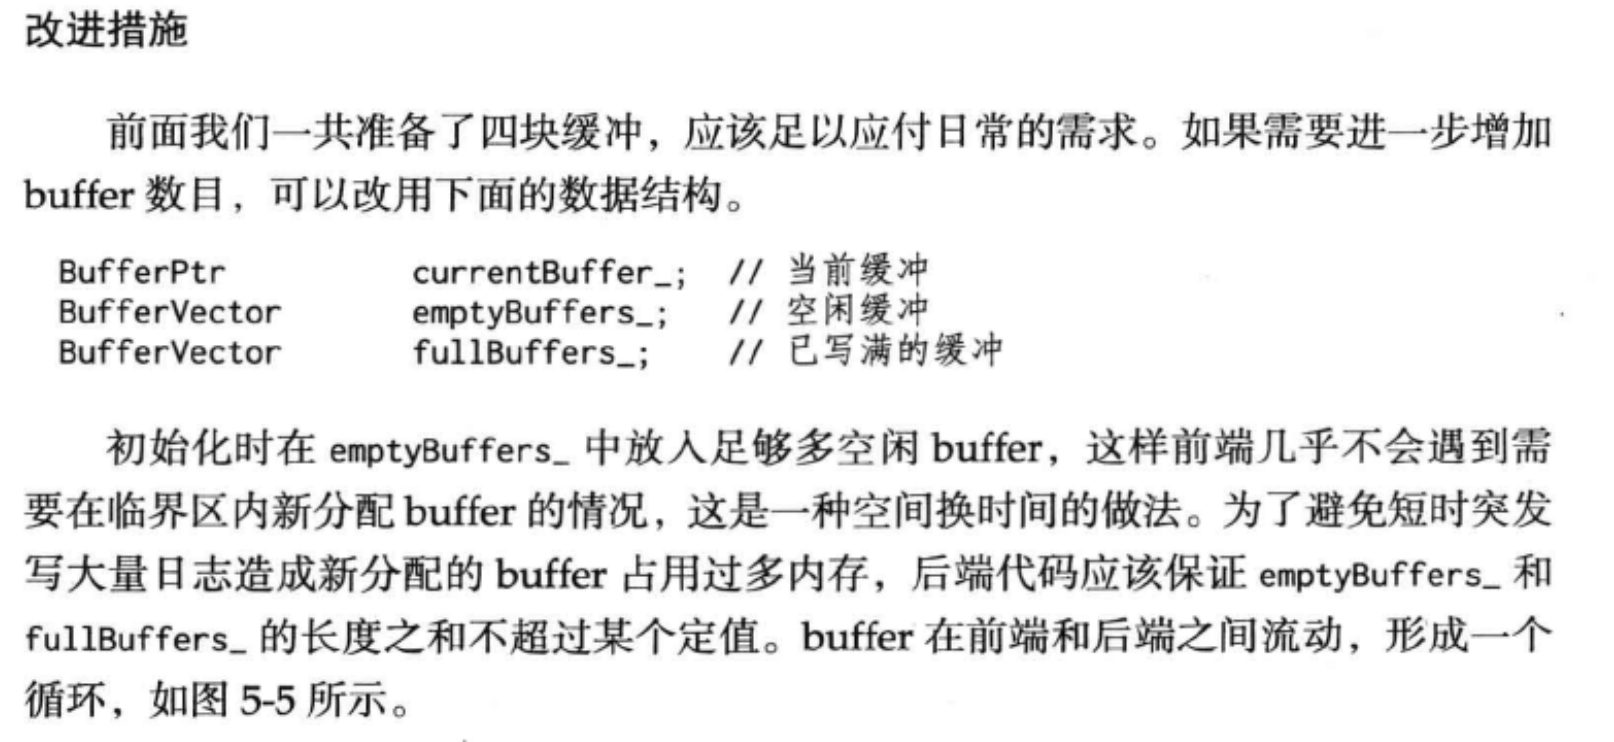 改进措施
前面我们一共准备了四块缓冲，应该足以应付日常的需求。如果需要进一步增加
buffer 数目，可以改用下面的数据结构。
BufferPtr currentBuffer_; // 当前缓冲
BufferVector emptyBuffers_; // 空闲缓冲
BufferVector fullBuffers_; // 已写满的缓冲
初始化时在 emptyBuffers_ 中放入足够多空闲 buffer，这样前端几乎不会遇到需
要在临界区内新分配 buffer 的情况，这是一种空间换时间的做法。为了避免短时突发
写大量日志造成新分配的 buffer 占用过多内存，后端代码应该保证 emptyBuffers_ 和
fullBuffers_ 的长度之和不超过某个定值。buffer 在前端和后端之间流动，形成一个
循环，如图 5-5 所示。